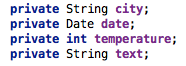 private String city;
private Date date;
private int temperature;
private String text;